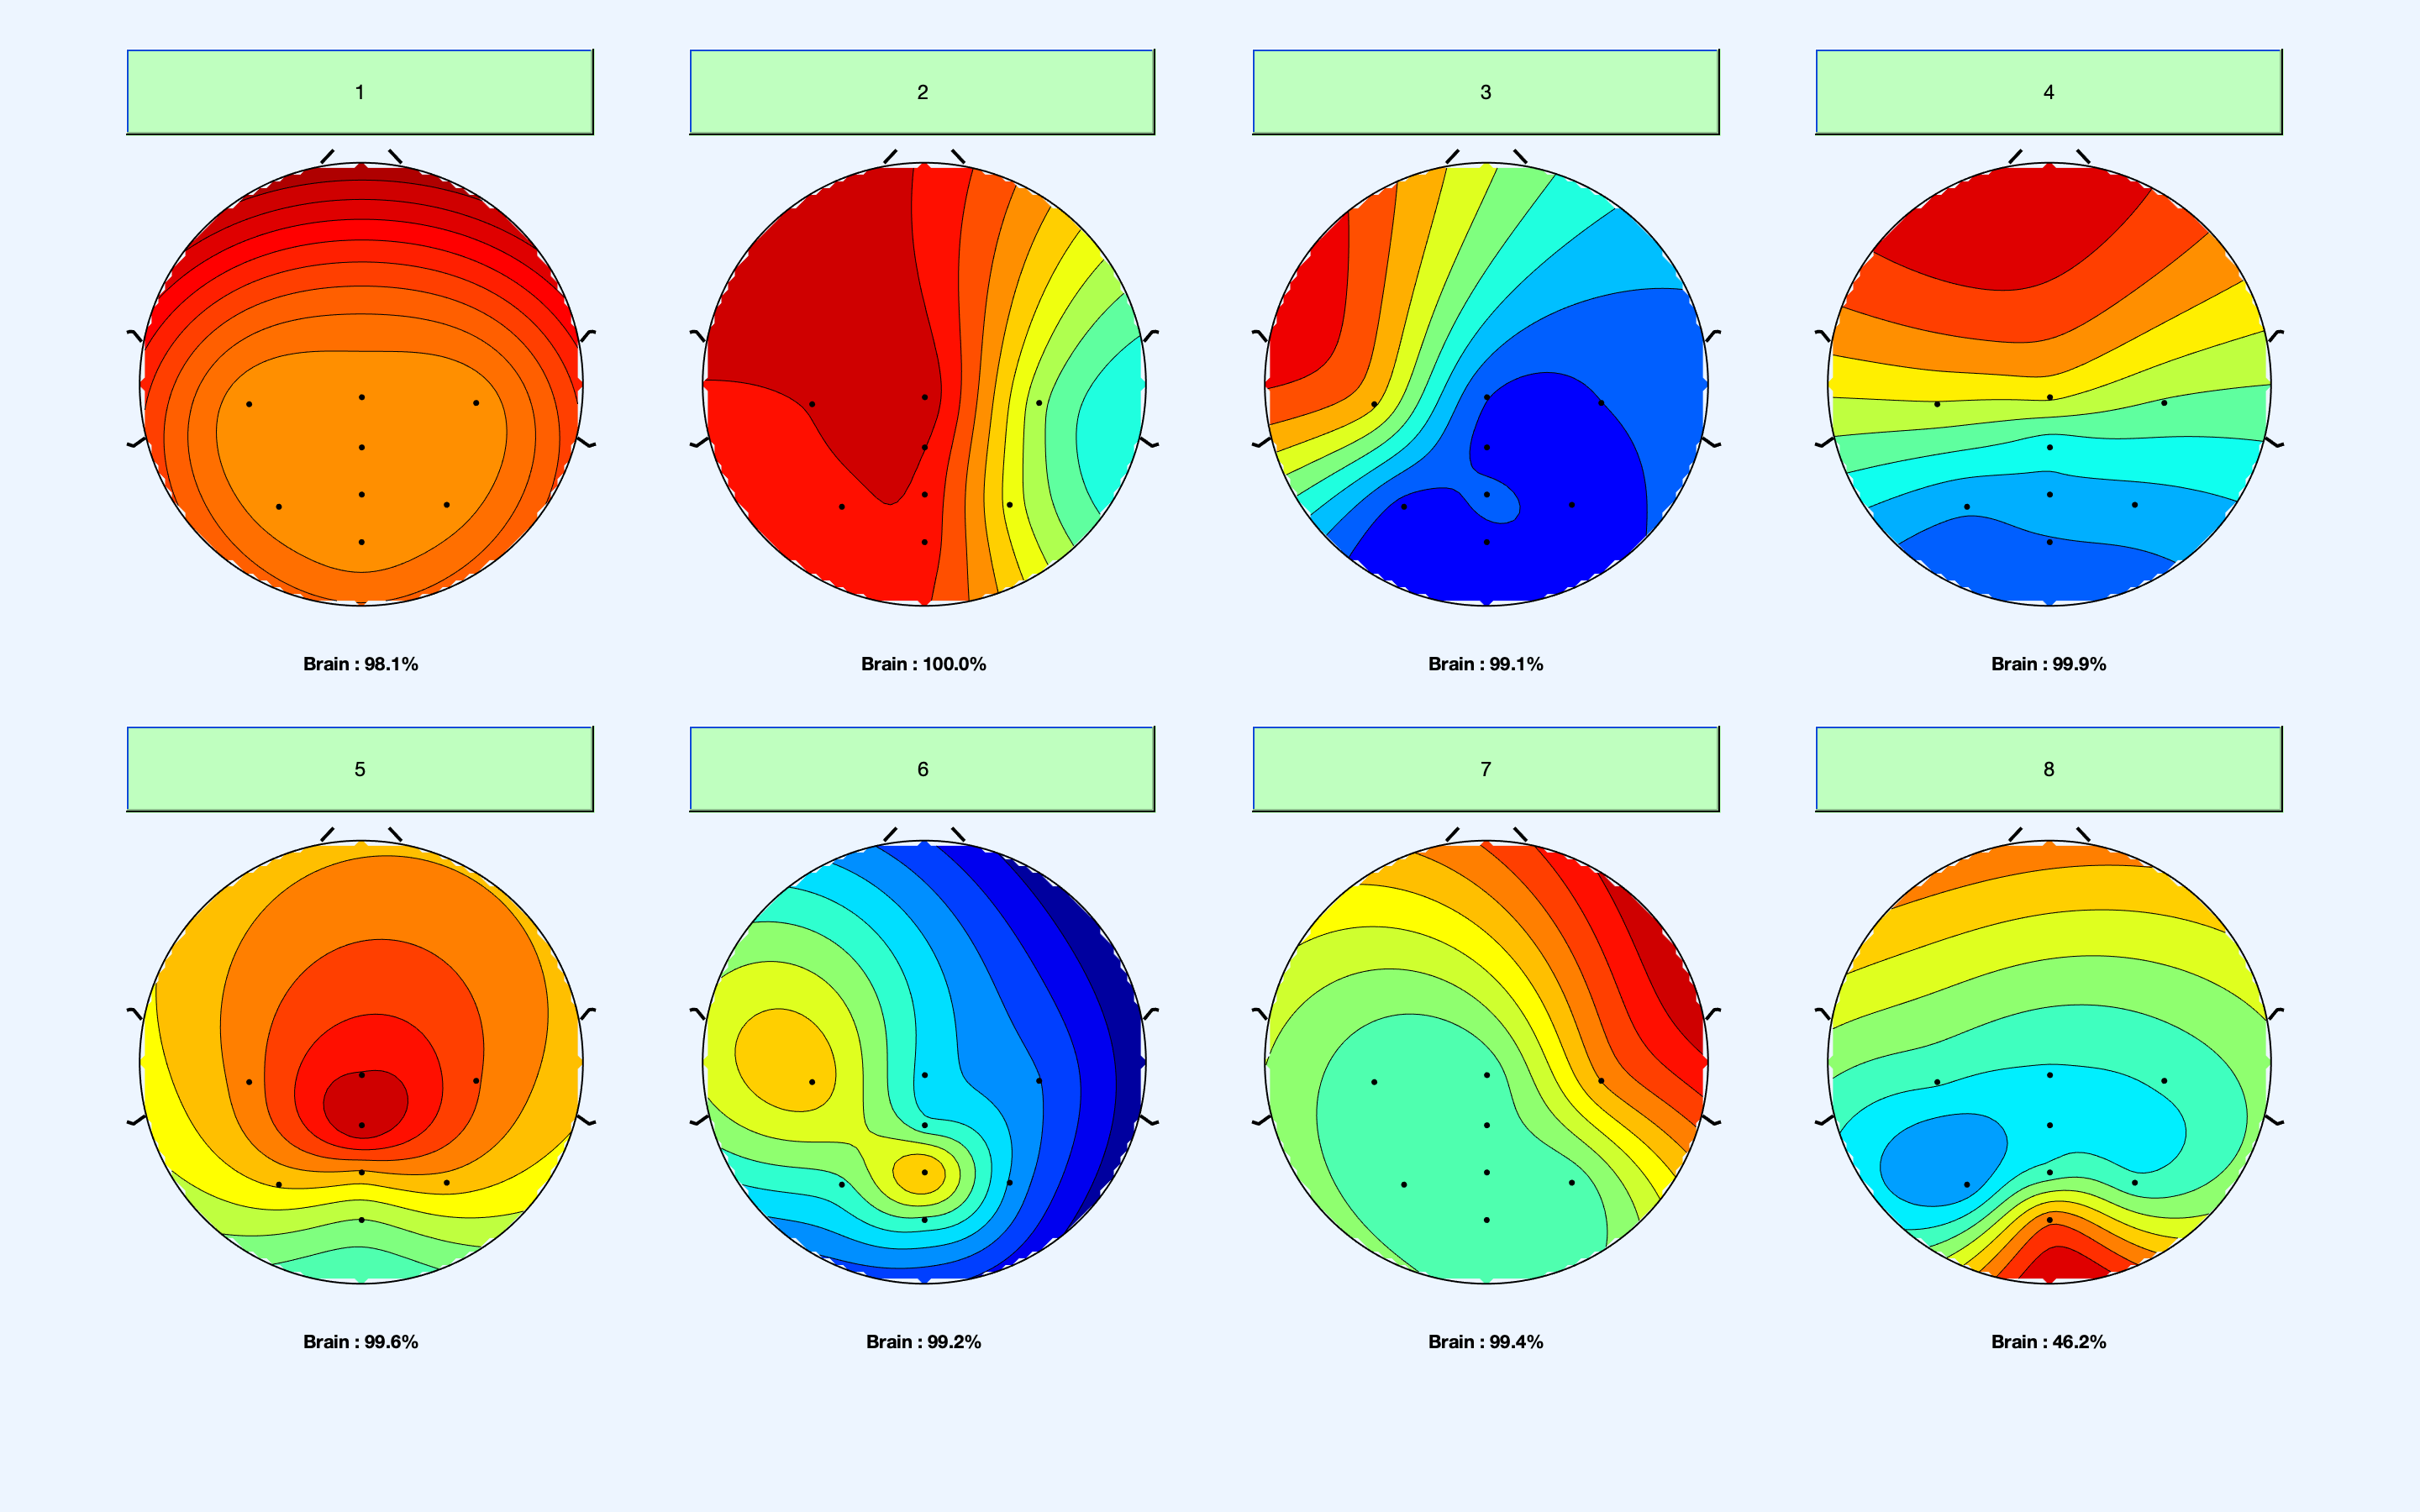 1
2
3
4
Brain : 98.1%
Brain : 100.0%
Brain : 99.1%
Brain : 99.9%
5
6
7
8
Brain : 99.6%
Brain : 99.2%
Brain : 99.4%
Brain : 46.2%